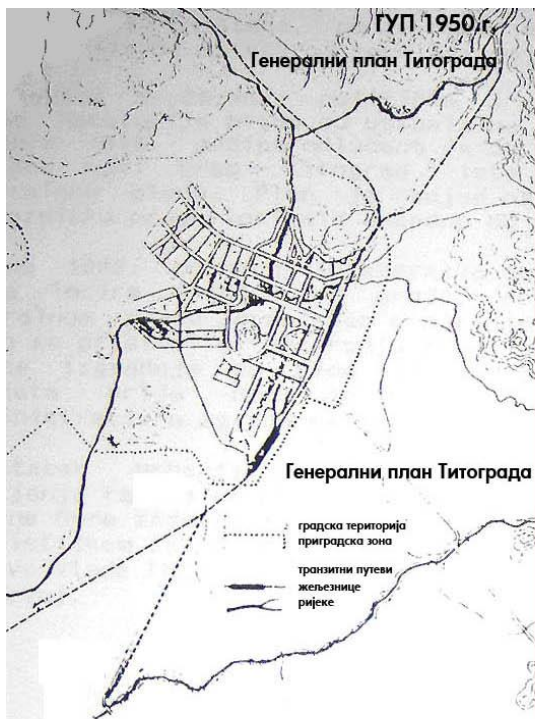 ГУП 1950.г.
Генерални план Титограда
Генерални план Титограда
градска територија
приградска зона
транзитни путеви
жељезнице
ријеке